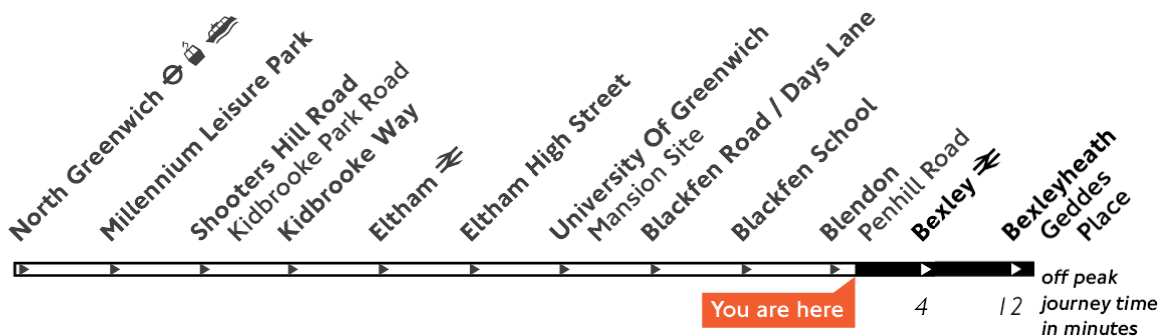 North Greenwich
Millennium Leisure Park
Shooters Hill Road
Kidbrooke Park Road
Kidbrooke Way
Eltham
Eltham High Street
University Of Greenwich
Mansion Site
Blackfen Road / Days Lane
Blackfen School
Blendon
Penhill Road
Bexley
Bexleyheath
Geddes
Place
You are here
4
12
off peak
journey time
in minutes